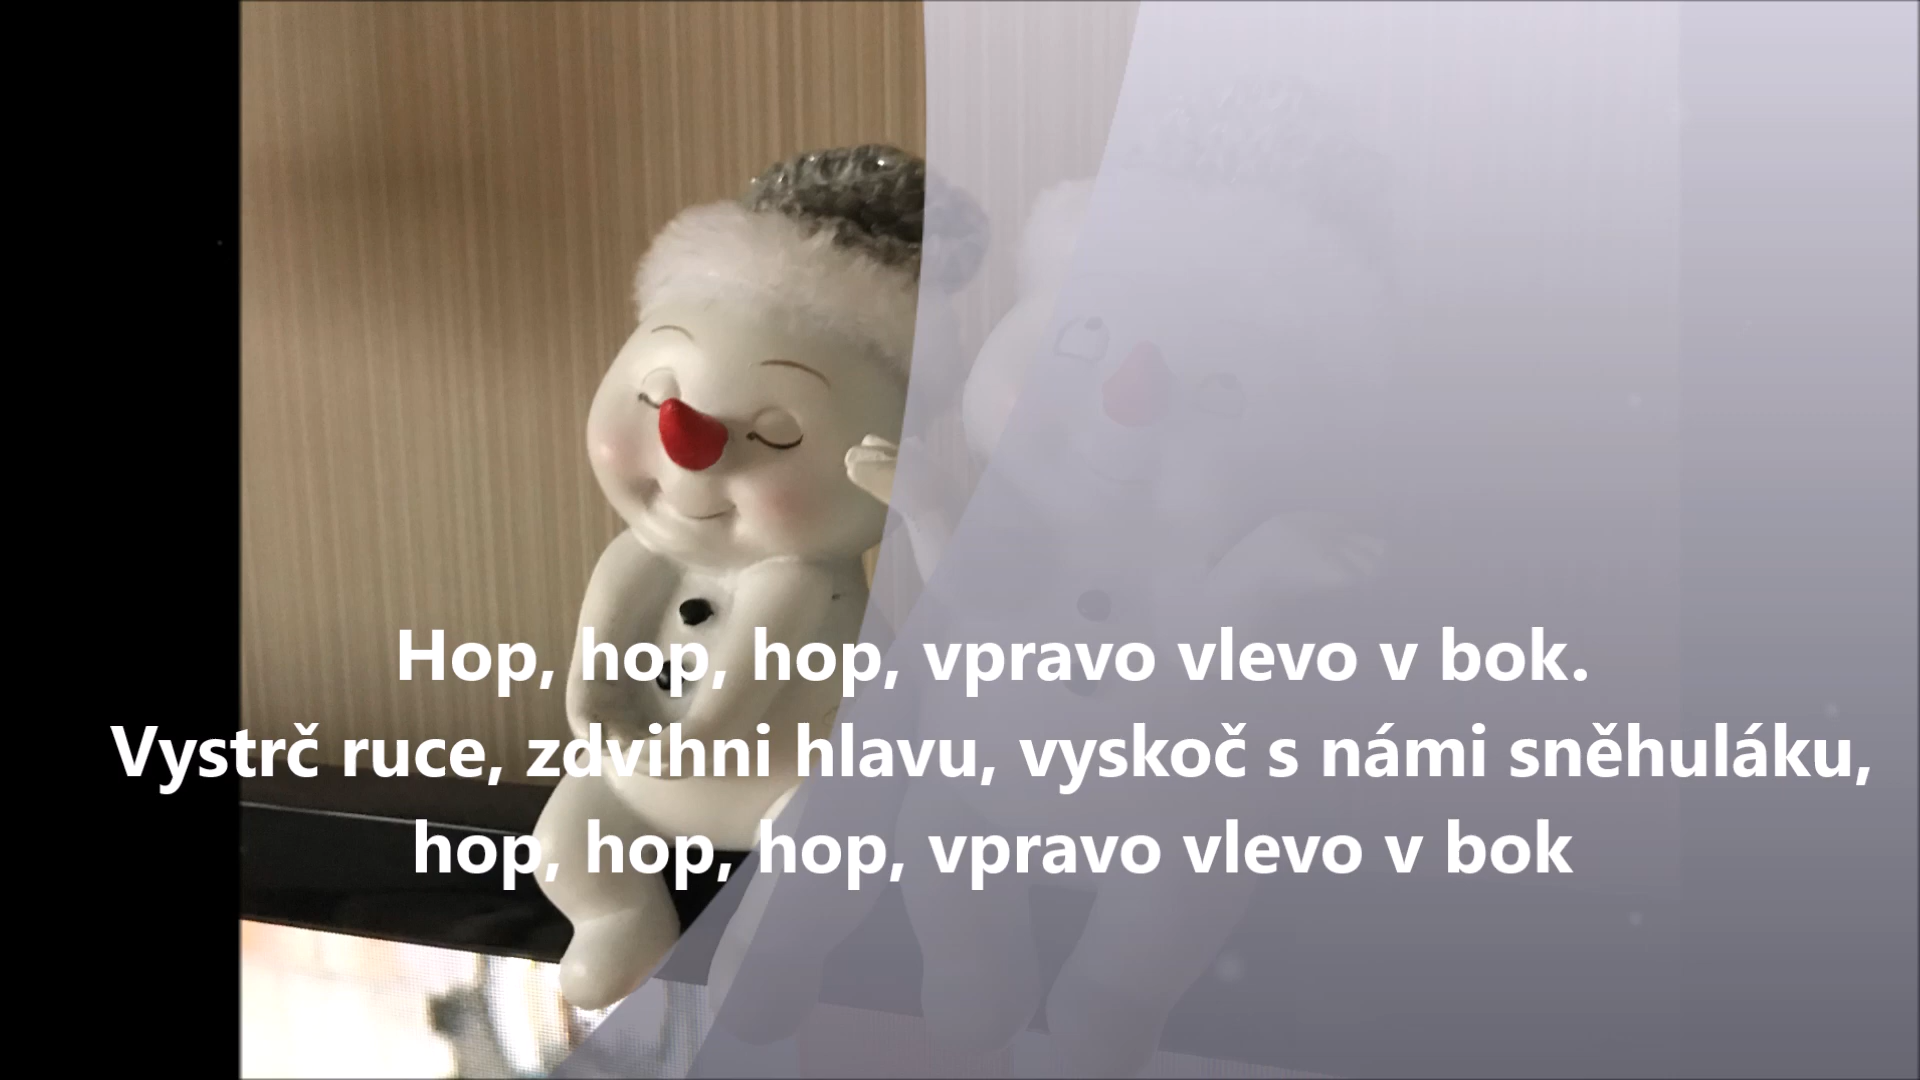 Hop, hop, hop, vpravo vlevo v bok.
Vystrč ruce, zdvihni hlavu, vyskoč s námi sněhuláku,
hop, hop, hop, vpravo vlevo v bok